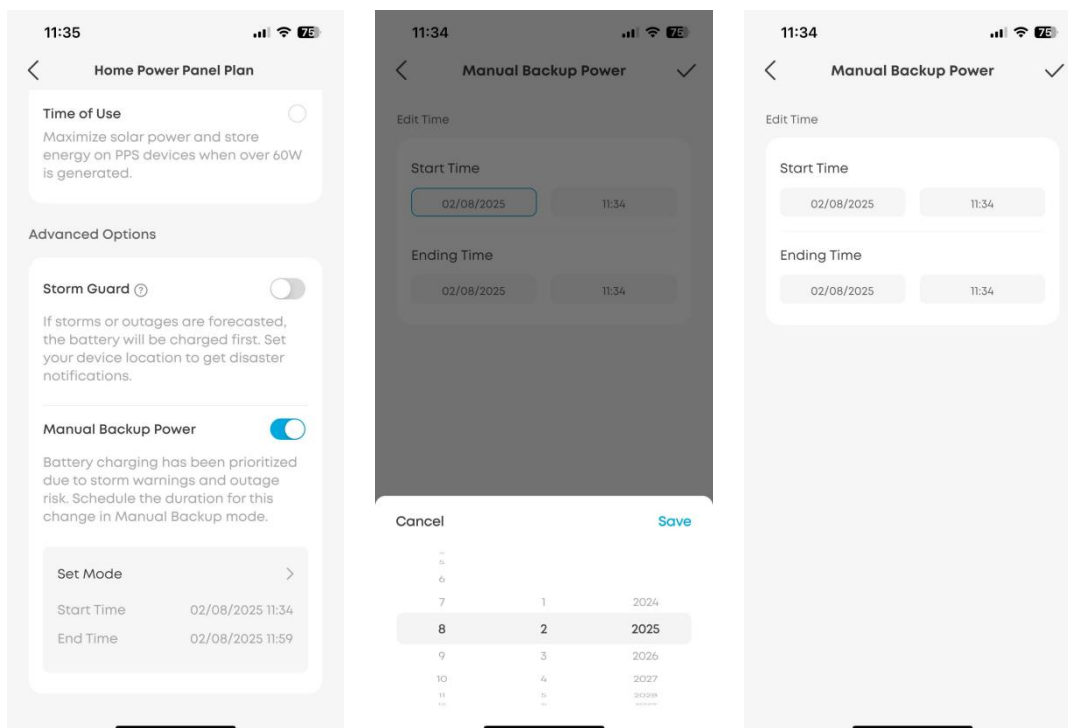 11:35
75
Home Power Panel Plan
Time of Use
Maximize solar power and store
energy on PPS devices when over 60W
is generated.
Advanced Options
Storm Guard ?
If storms or outages are forecasted,
the battery will be charged first. Set
your device location to get disaster
notifications.
Manual Backup Power
Battery charging has been prioritized
due to storm warnings and outage
risk. Schedule the duration for this
change in Manual Backup mode.
Set Mode
Start Time 02/08/2025 11:34
End Time 02/08/2025 11:59
11:34
75
Manual Backup Power
Edit Time
Start Time
02/08/2025 11:34
Ending Time
02/08/2025 11:34
Cancel Save
5
6
7 1 2024
8 2 2025
9 3 2026
10 4 2027
11 5 2028
11:34
75
Manual Backup Power
Edit Time
Start Time
02/08/2025 11:34
Ending Time
02/08/2025 11:34